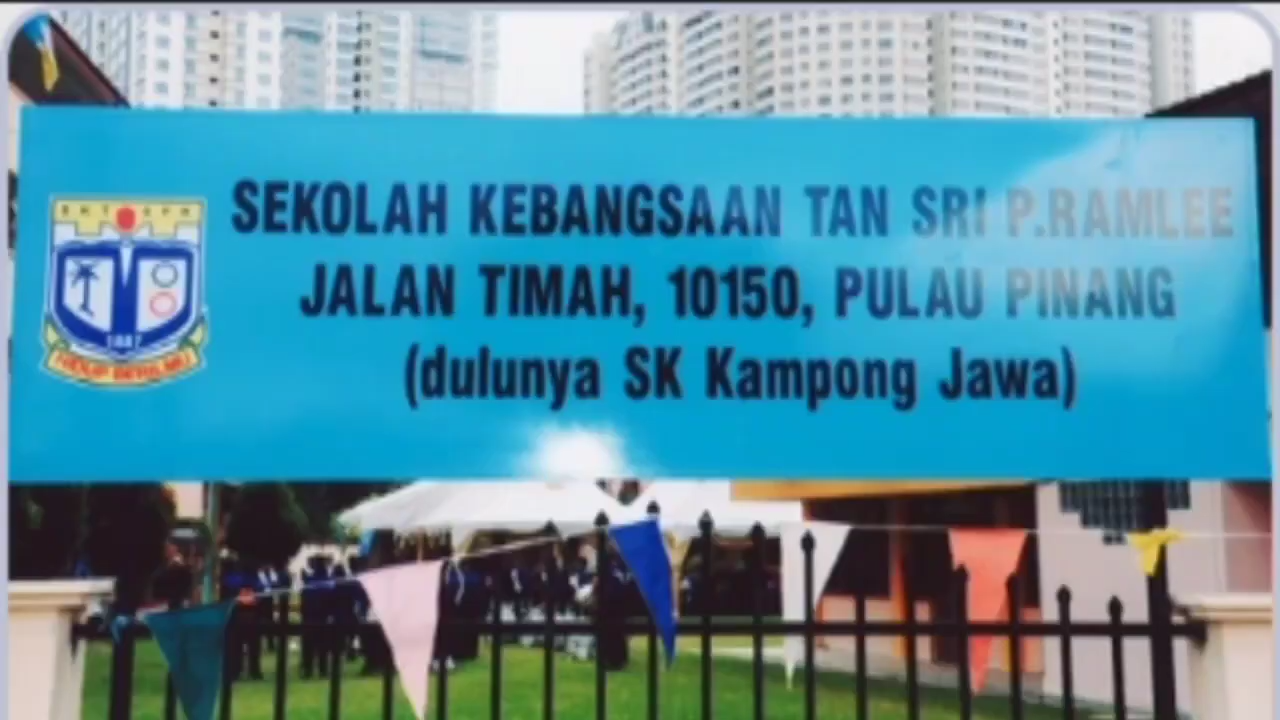 SEKOLAH KEBANGSAAN TAN SRI P.RAMLEE
JALAN TIMAH, 10150, PULAU PINANG
(dulunya SK Kampong Jawa)